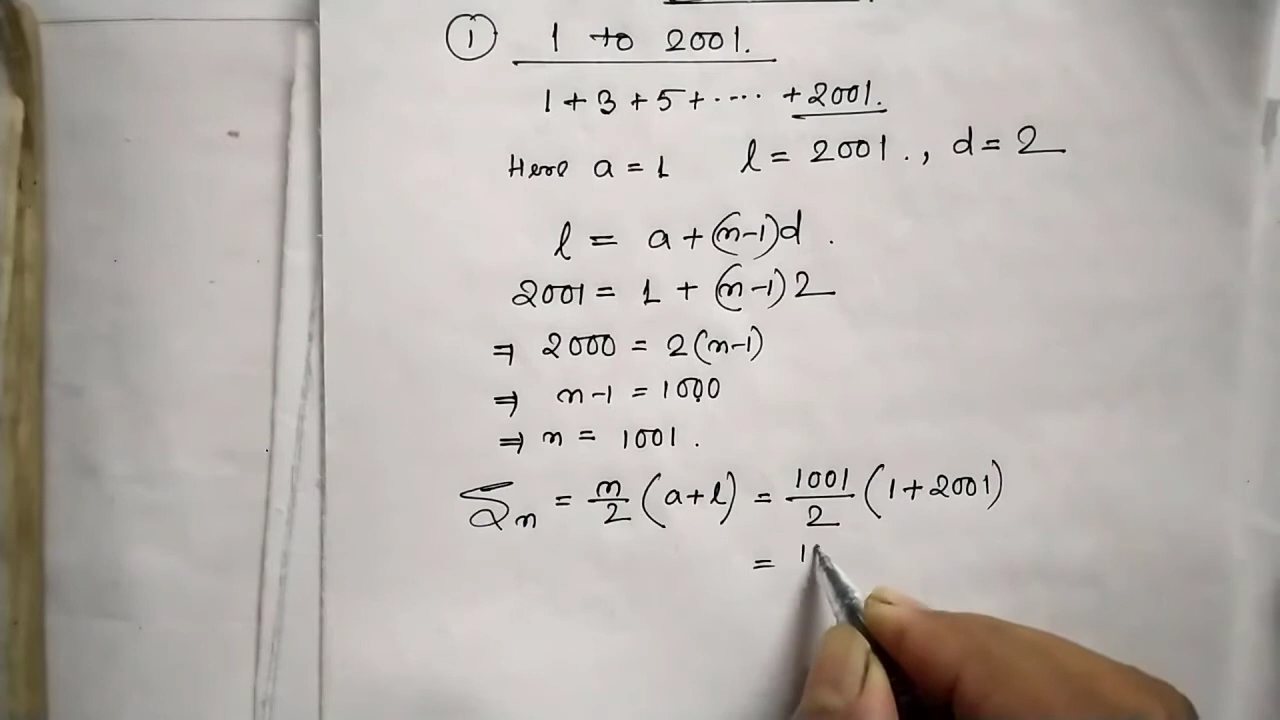 ① 1 to 2001.
1 + 3 + 5 + .... + 2001.
Here a = 1 l = 2001 . , d = 2
l = a + (n-1)d .
2001 = 1 + (n-1) 2
⇒ 2000 = 2(n-1)
⇒ n-1 = 1000
⇒ n = 1001 .
Sn = n/2 (a+l) = 1001/2 (1+2001)
= 1